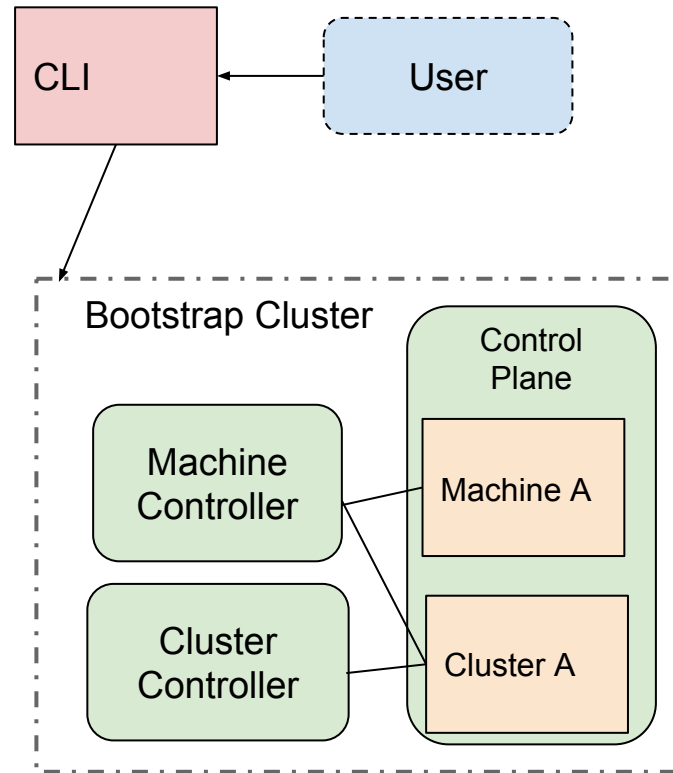 CLI
User
Bootstrap Cluster
Control
Plane
Machine
Controller
Machine A
Cluster
Controller
Cluster A